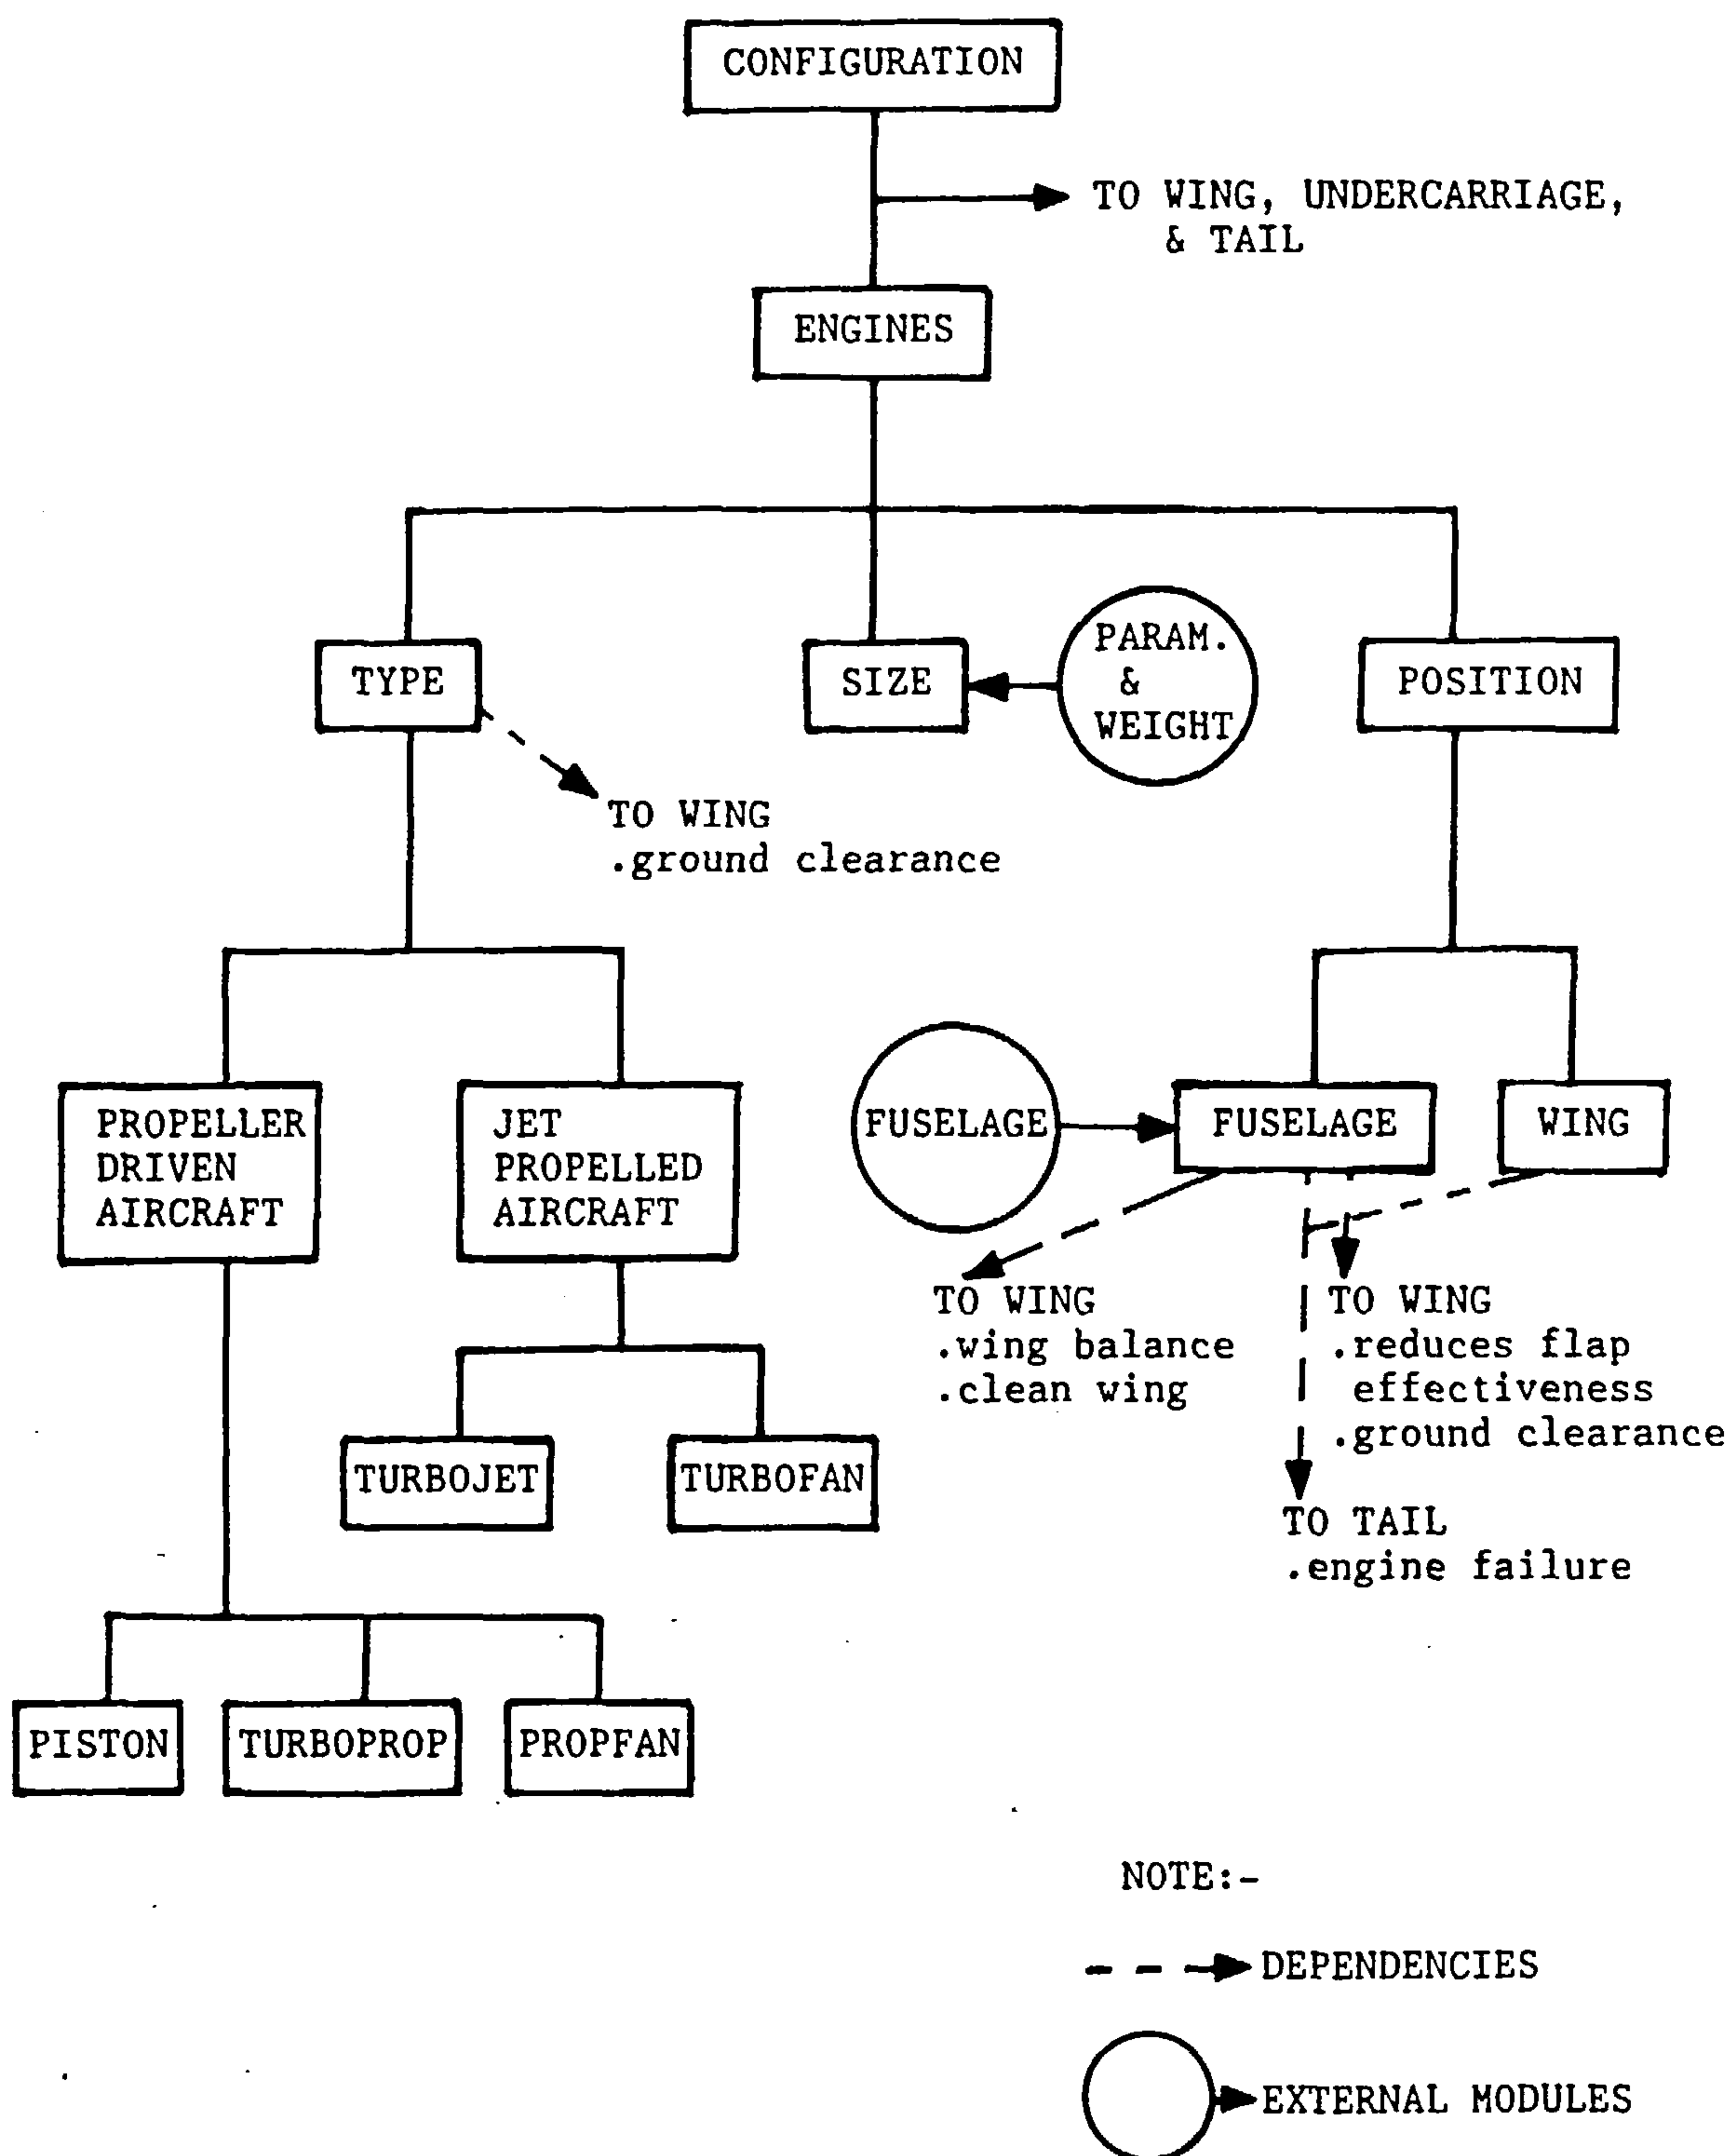 CONFIGURATION
TO WING, UNDERCARRIAGE,
& TAIL
ENGINES
TYPE
SIZE
PARAM.
&
WEIGHT
POSITION
TO WING
.ground clearance
PROPELLER
DRIVEN
AIRCRAFT
JET
PROPELLED
AIRCRAFT
FUSELAGE
FUSELAGE
WING
TO WING
.wing balance
.clean wing
TO WING
.reduces flap
effectiveness
.ground clearance
TURBOJET
TURBOFAN
TO TAIL
.engine failure
PISTON
TURBOPROP
PROPFAN
NOTE:-
DEPENDENCIES
EXTERNAL MODULES